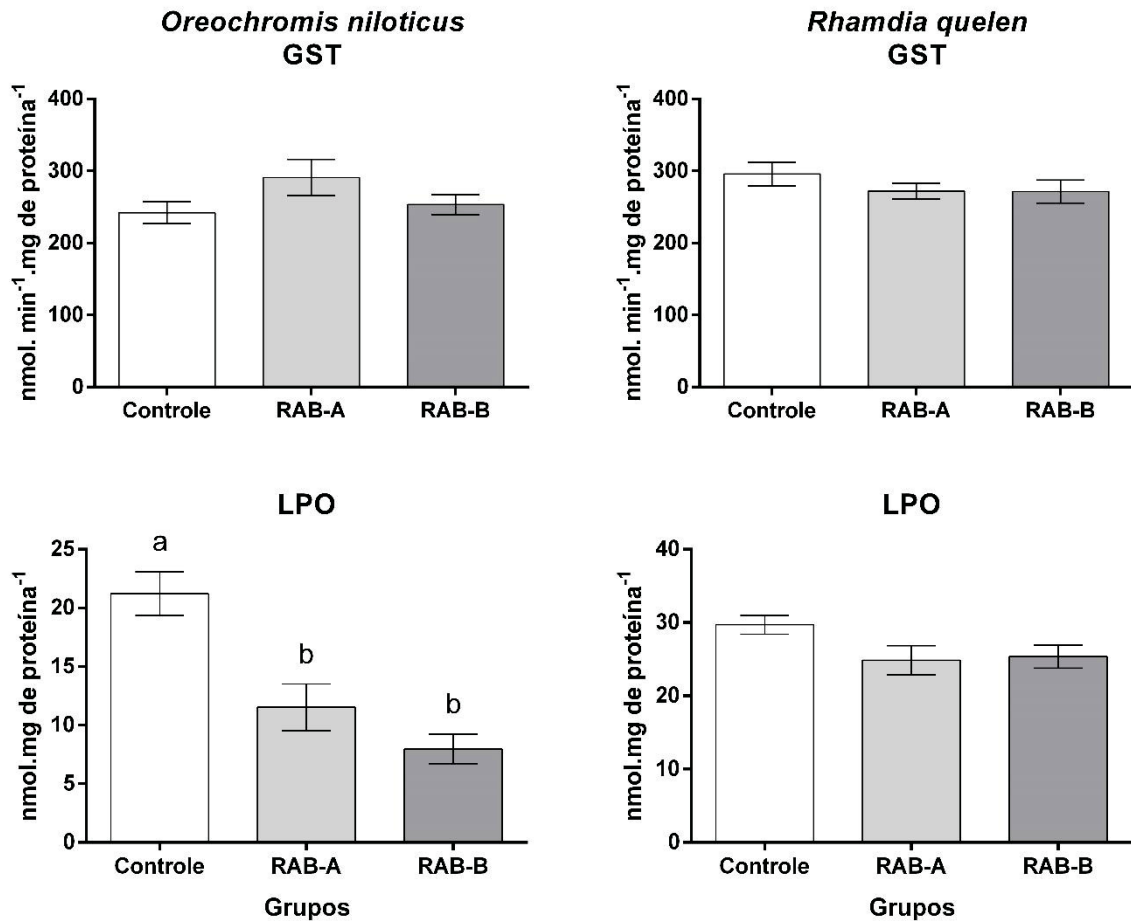 Oreochromis niloticus
GST
nmol. min⁻¹.mg de proteína⁻¹
400
300
200
100
0
Controle RAB-A RAB-B
Rhamdia quelen
GST
nmol. min⁻¹.mg de proteína⁻¹
400
300
200
100
0
Controle RAB-A RAB-B
LPO
nmol.mg de proteína⁻¹
25
20
15
10
5
0
a
b
b
Controle RAB-A RAB-B
Grupos
LPO
nmol.mg de proteína⁻¹
40
30
20
10
0
Controle RAB-A RAB-B
Grupos